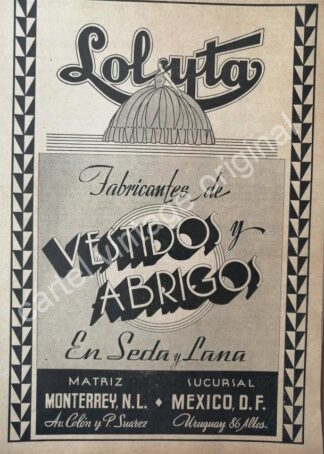 Lolyta
Fabricantes de
VESTIDOS y
ABRIGOS
En Seda y Lana
MATRIZ
MONTERREY, N.L.
Av. Colón y P. Suarez
SUCURSAL
MEXICO, D.F.
Uruguay 86 Altos.